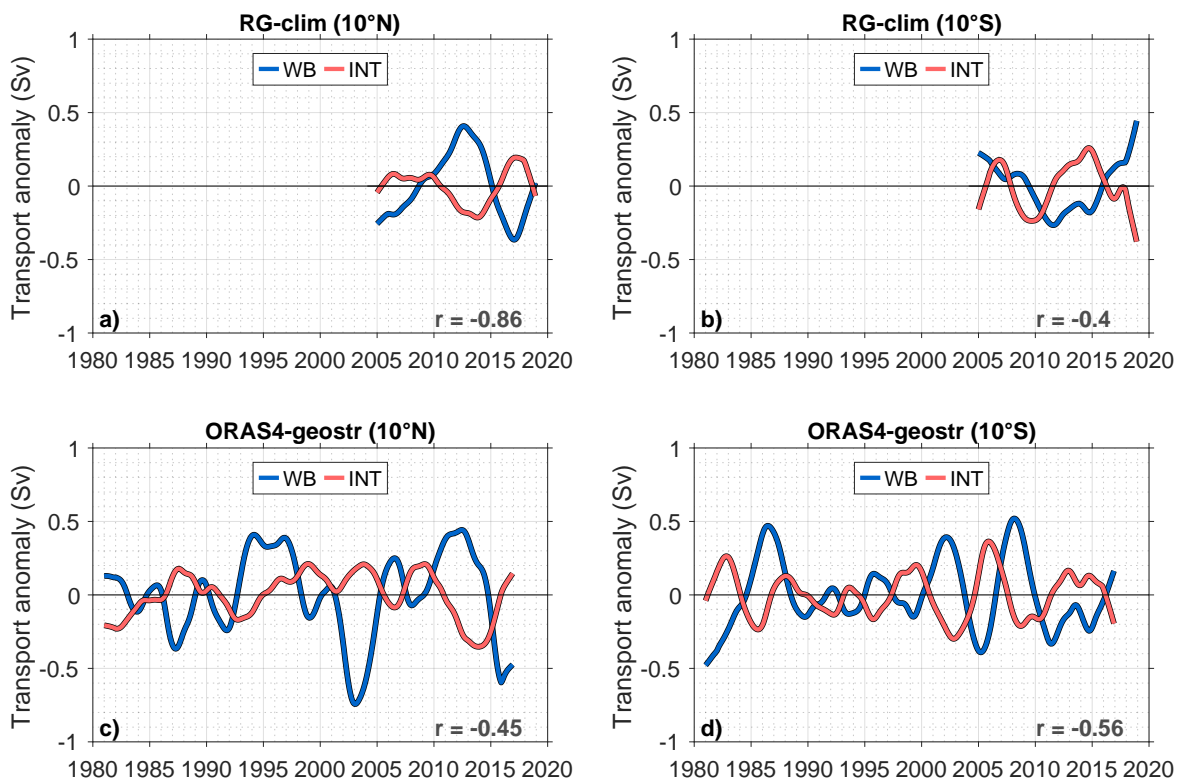 RG-clim (10°N)
Transport anomaly (Sv)
1
0.5
0
-0.5
-1
WB INT
a)
r = -0.86
1980 1985 1990 1995 2000 2005 2010 2015 2020
RG-clim (10°S)
Transport anomaly (Sv)
1
0.5
0
-0.5
-1
WB INT
b)
r = -0.4
1980 1985 1990 1995 2000 2005 2010 2015 2020
ORAS4-geostr (10°N)
Transport anomaly (Sv)
1
0.5
0
-0.5
-1
WB INT
c)
r = -0.45
1980 1985 1990 1995 2000 2005 2010 2015 2020
ORAS4-geostr (10°S)
Transport anomaly (Sv)
1
0.5
0
-0.5
-1
WB INT
d)
r = -0.56
1980 1985 1990 1995 2000 2005 2010 2015 2020